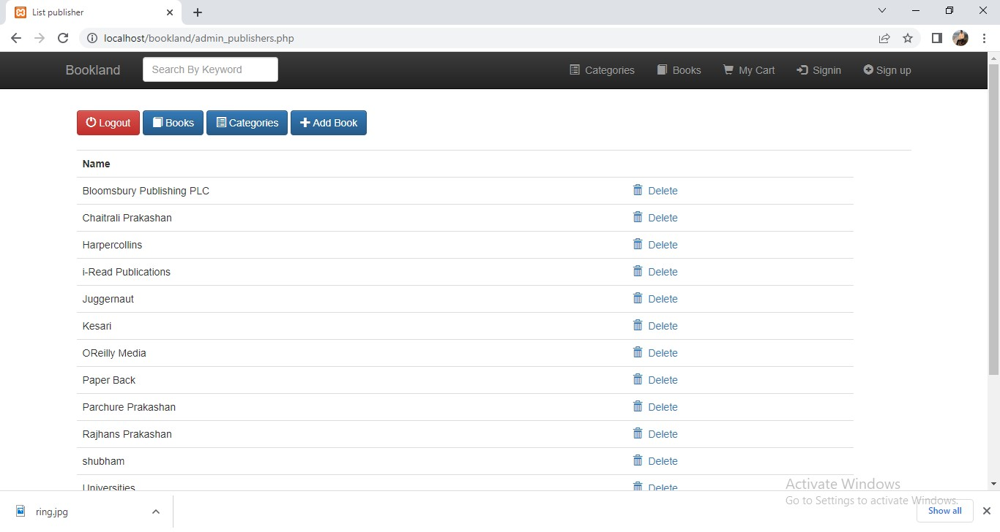 List publisher
localhost/bookland/admin_publishers.php
Bookland Search By Keyword Categories Books My Cart Signin Sign up
Logout Books Categories Add Book
Name
Bloomsbury Publishing PLC Delete
Chaitrali Prakashan Delete
Harpercollins Delete
i-Read Publications Delete
Juggernaut Delete
Kesari Delete
OReilly Media Delete
Paper Back Delete
Parchure Prakashan Delete
Rajhans Prakashan Delete
shubham Delete
Universities Delete
Activate Windows
Go to Settings to activate Windows.
ring.jpg Show all